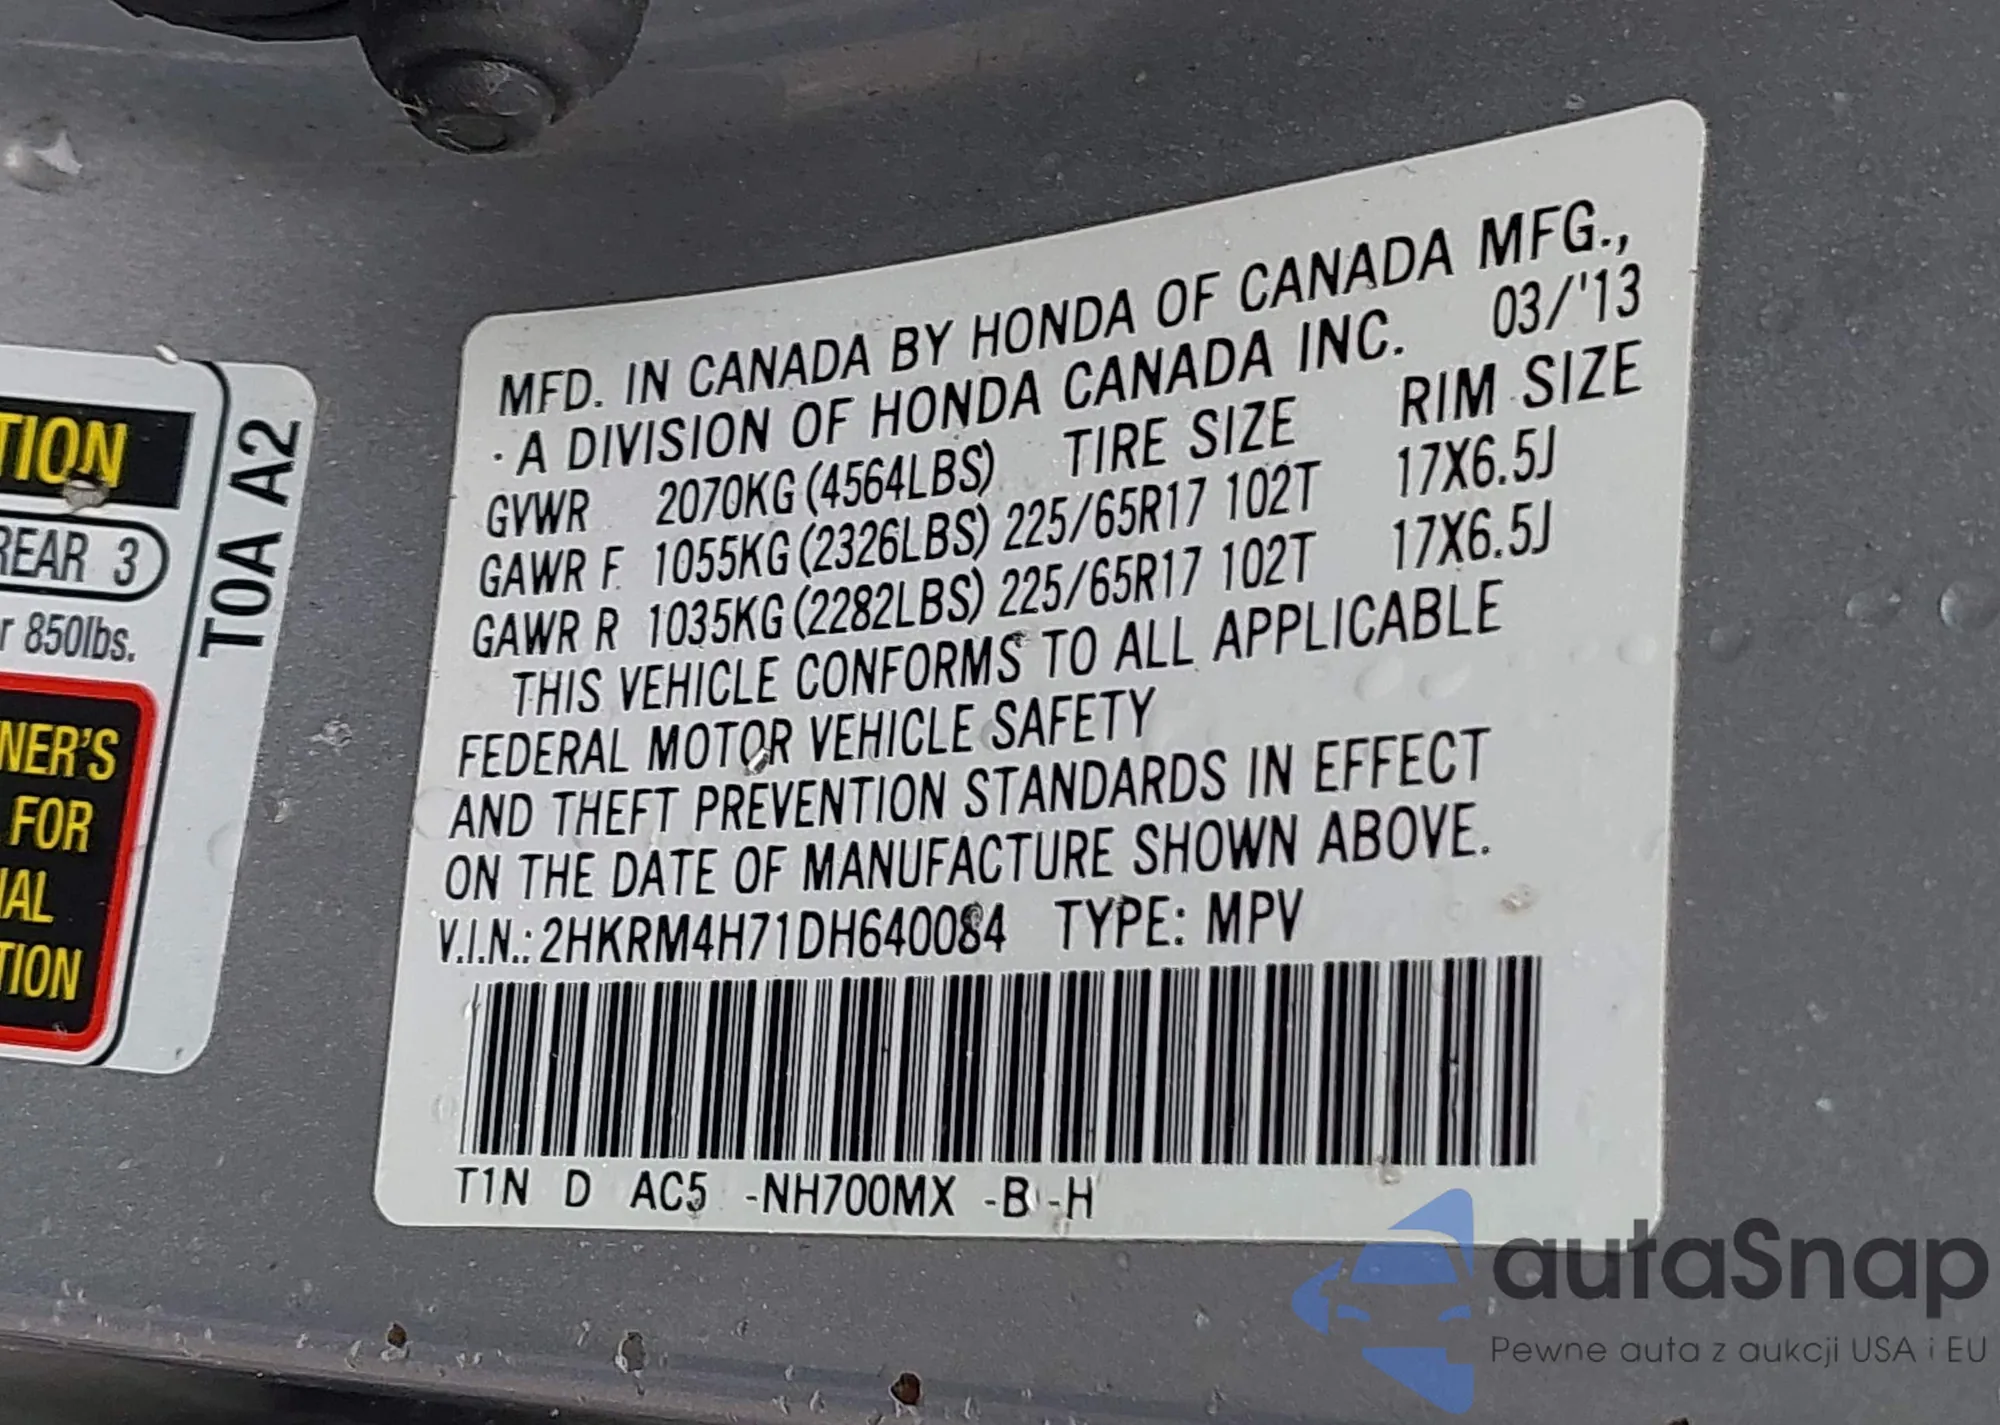 MFD. IN CANADA BY HONDA OF CANADA MFG.,
· A DIVISION OF HONDA CANADA INC. 03/'13
GVWR 2070KG (4564LBS) TIRE SIZE RIM SIZE
GAWR F 1055KG (2326LBS) 225/65R17 102T 17X6.5J
GAWR R 1035KG (2282LBS) 225/65R17 102T 17X6.5J
THIS VEHICLE CONFORMS TO ALL APPLICABLE
FEDERAL MOTOR VEHICLE SAFETY
AND THEFT PREVENTION STANDARDS IN EFFECT
ON THE DATE OF MANUFACTURE SHOWN ABOVE.
V.I.N.: 2HKRM4H71DH640084 TYPE: MPV
T1N D AC5 -NH700MX -B -H
TION
REAR 3
r 850lbs.
NER'S
FOR
IAL
TION
T0A A2
autaSnap
Pewne auta z aukcji USA i EU